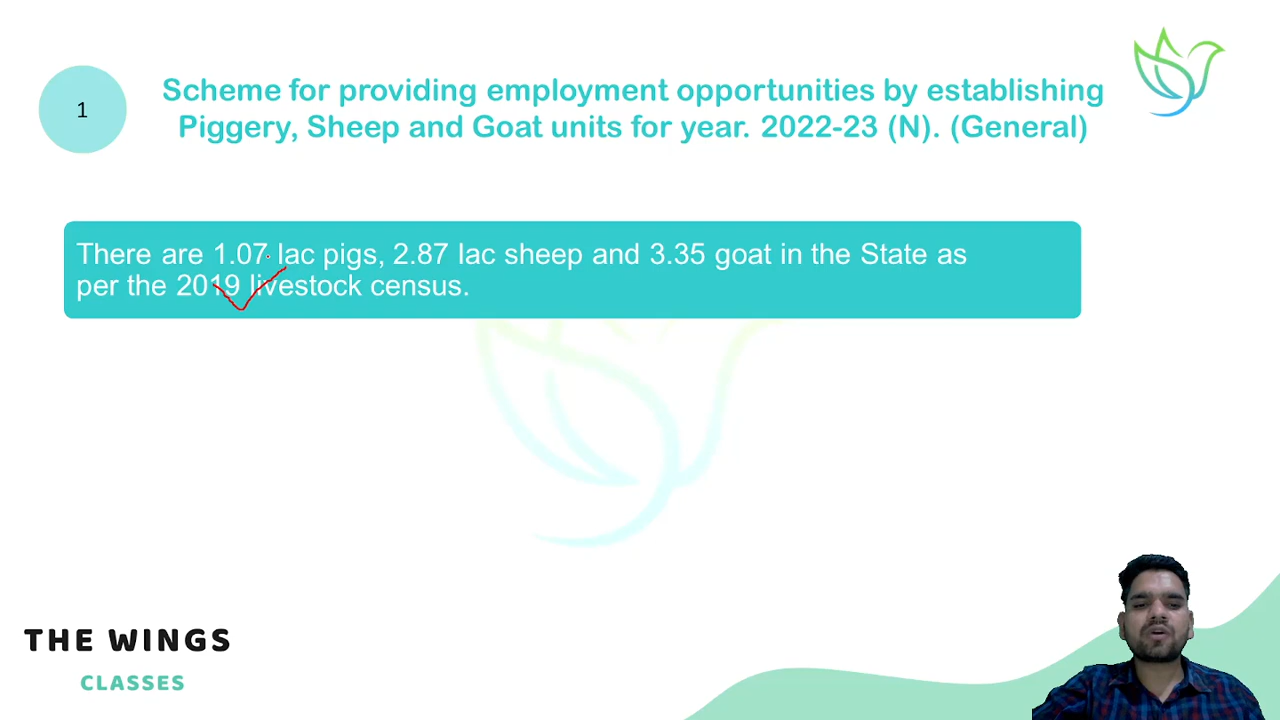 1
Scheme for providing employment opportunities by establishing
Piggery, Sheep and Goat units for year. 2022-23 (N). (General)
There are 1.07 lac pigs, 2.87 lac sheep and 3.35 goat in the State as
per the 2019 livestock census.
THE WINGS
CLASSES